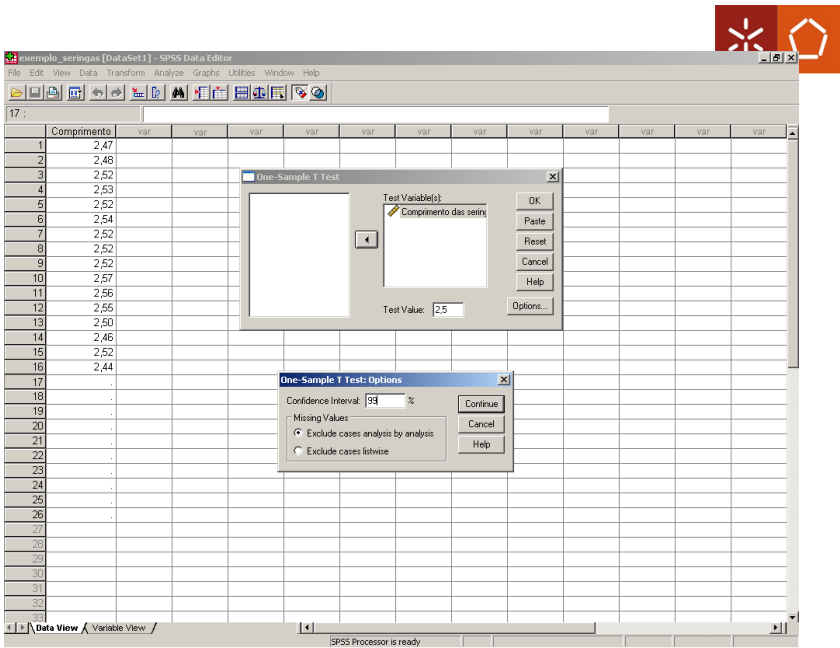 exemplo_seringas [DataSet1] - SPSS Data Editor
File Edit View Data Transform Analyze Graphs Utilities Window Help
17 :
Comprimento var var var var var var var var var var var var
1 2,47
2 2,48
3 2,52
4 2,53
5 2,52
6 2,54
7 2,52
8 2,52
9 2,52
10 2,57
11 2,56
12 2,55
13 2,50
14 2,46
15 2,52
16 2,44
17 .
18 .
19 .
20 .
21 .
22 .
23 .
24 .
25 .
26 .
27
28
29
30
31
32
33
One-Sample T Test
Test Variable(s):
Comprimento das sering
OK
Paste
Reset
Cancel
Help
Test Value: 2,5
Options...
One-Sample T Test: Options
Confidence Interval: 99 %
Continue
Missing Values
Cancel
Exclude cases analysis by analysis
Help
Exclude cases listwise
Data View Variable View
SPSS Processor is ready